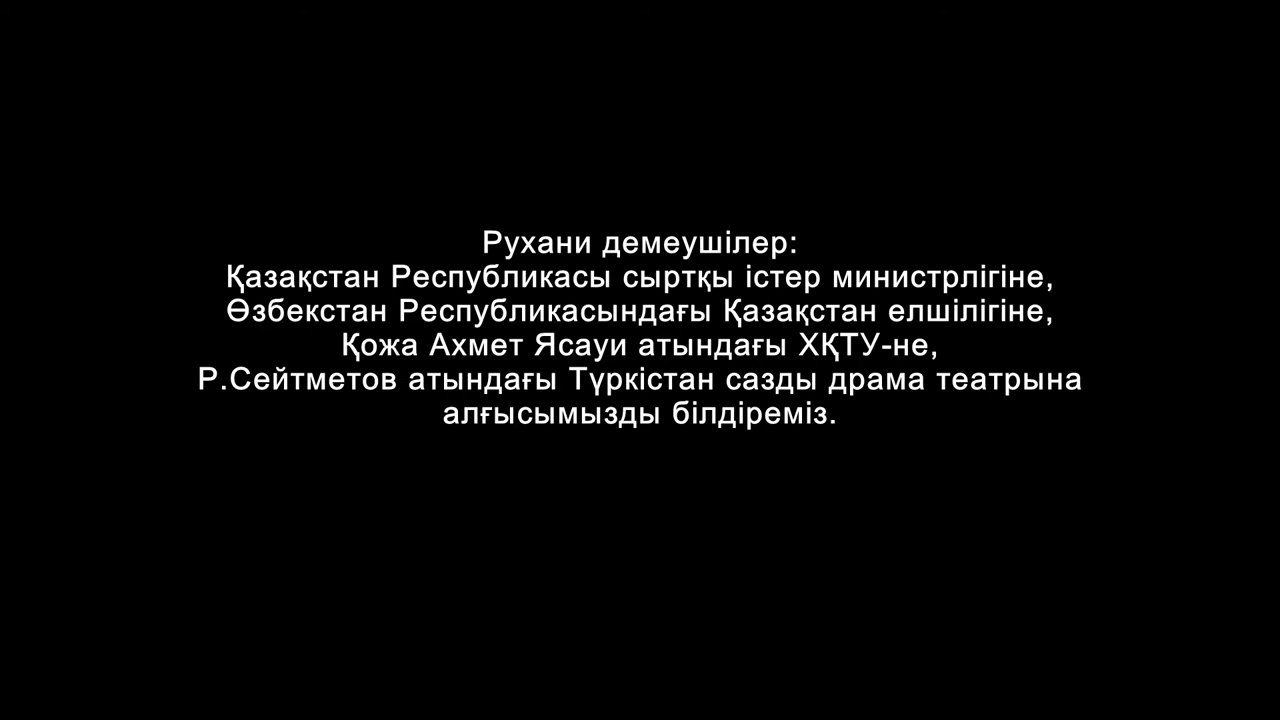 Рухани демеушілер:
Қазақстан Республикасы сыртқы істер министрлігіне,
Өзбекстан Республикасындағы Қазақстан елшілігіне,
Қожа Ахмет Ясауи атындағы ХҚТУ-не,
Р.Сейтметов атындағы Түркістан сазды драма театрына
алғысымызды білдіреміз.